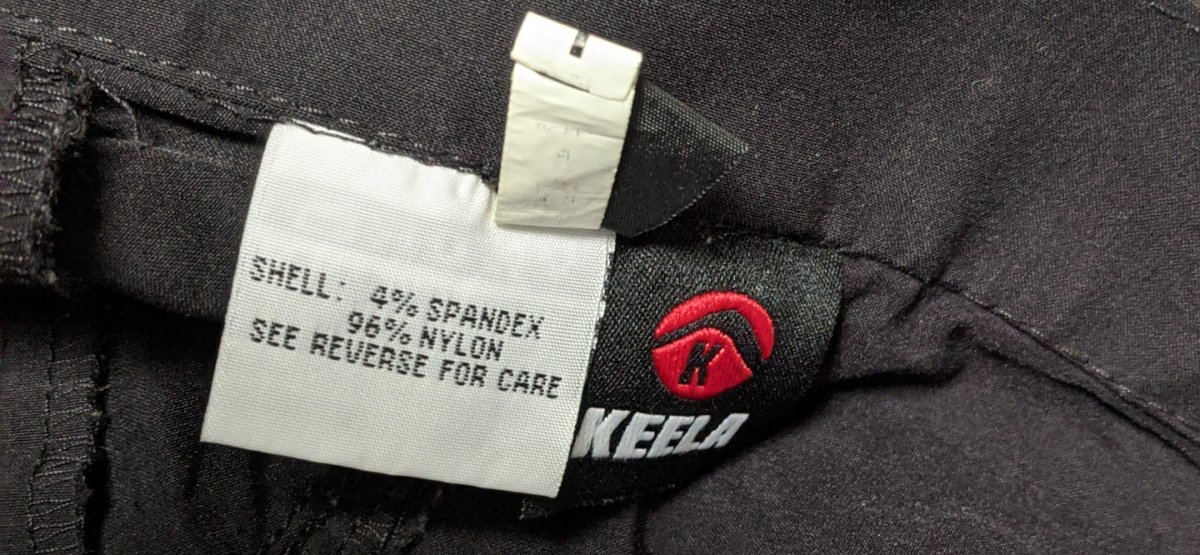 SHELL: 4% SPANDEX
96% NYLON
SEE REVERSE FOR CARE
K
KEELA